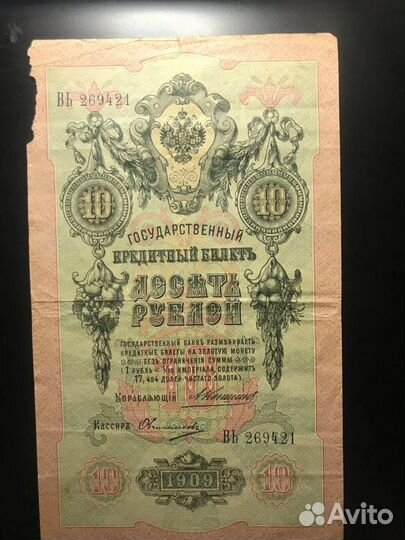 ВЬ 269421
10 10
ГОСУДАРСТВЕННЫЙ
КРЕДИТНЫЙ БИЛЕТЪ
ДЕСЯТЬ
РУБЛЕЙ
ГОСУДАРСТВЕННЫЙ БАНКЪ РАЗМѢНИВАЕТЪ
КРЕДИТНЫЕ БИЛЕТЫ НА ЗОЛОТУЮ МОНЕТУ
БЕЗЪ ОГРАНИЧЕНІЯ СУММЫ
(1 РУБЛЬ = 1/15 ИМПЕРІАЛА, СОДЕРЖИТЪ
17,424 ДОЛЕЙ ЧИСТАГО ЗОЛОТА).
Управляющій
Кассиръ
ВЬ 269421
10 1909 10
Avito